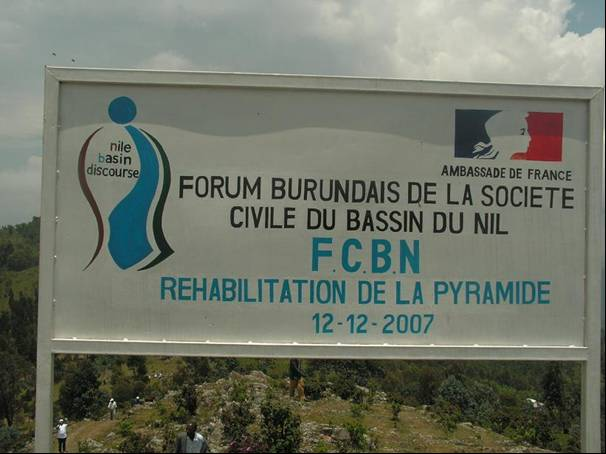 nile
basin
discourse
AMBASSADE DE FRANCE
FORUM BURUNDAIS DE LA SOCIETE
CIVILE DU BASSIN DU NIL
F.C.B.N
REHABILITATION DE LA PYRAMIDE
12-12-2007